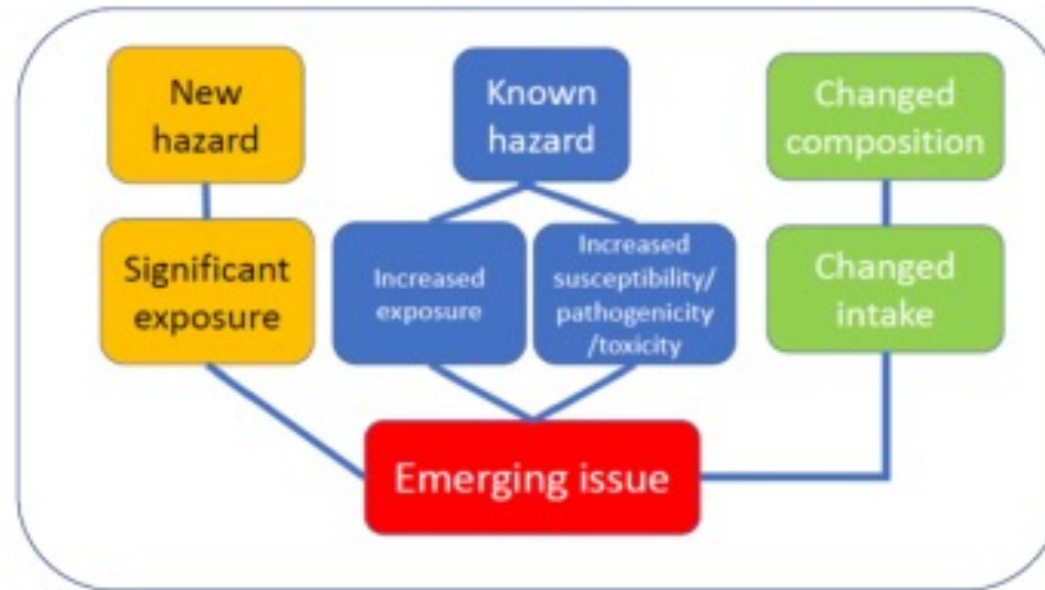 New
hazard
Known
hazard
Changed
composition
Significant
exposure
Increased
exposure
Increased
susceptibility/
pathogenicity
/toxicity
Changed
intake
Emerging issue